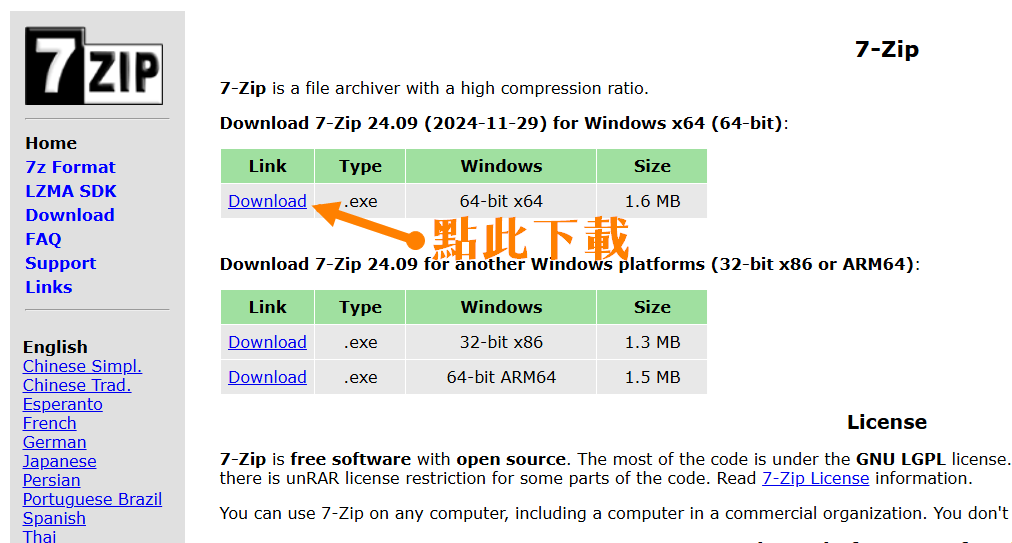 7 ZIP
7-Zip
7-Zip is a file archiver with a high compression ratio.
Download 7-Zip 24.09 (2024-11-29) for Windows x64 (64-bit):
Link Type Windows Size
Download .exe 64-bit x64 1.6 MB
點此下載
Download 7-Zip 24.09 for another Windows platforms (32-bit x86 or ARM64):
Link Type Windows Size
Download .exe 32-bit x86 1.3 MB
Download .exe 64-bit ARM64 1.5 MB
License
7-Zip is free software with open source. The most of the code is under the GNU LGPL license.
there is unRAR license restriction for some parts of the code. Read 7-Zip License information.
You can use 7-Zip on any computer, including a computer in a commercial organization. You don't
Home
7z Format
LZMA SDK
Download
FAQ
Support
Links
English
Chinese Simpl.
Chinese Trad.
Esperanto
French
German
Japanese
Persian
Portuguese Brazil
Spanish
Thai